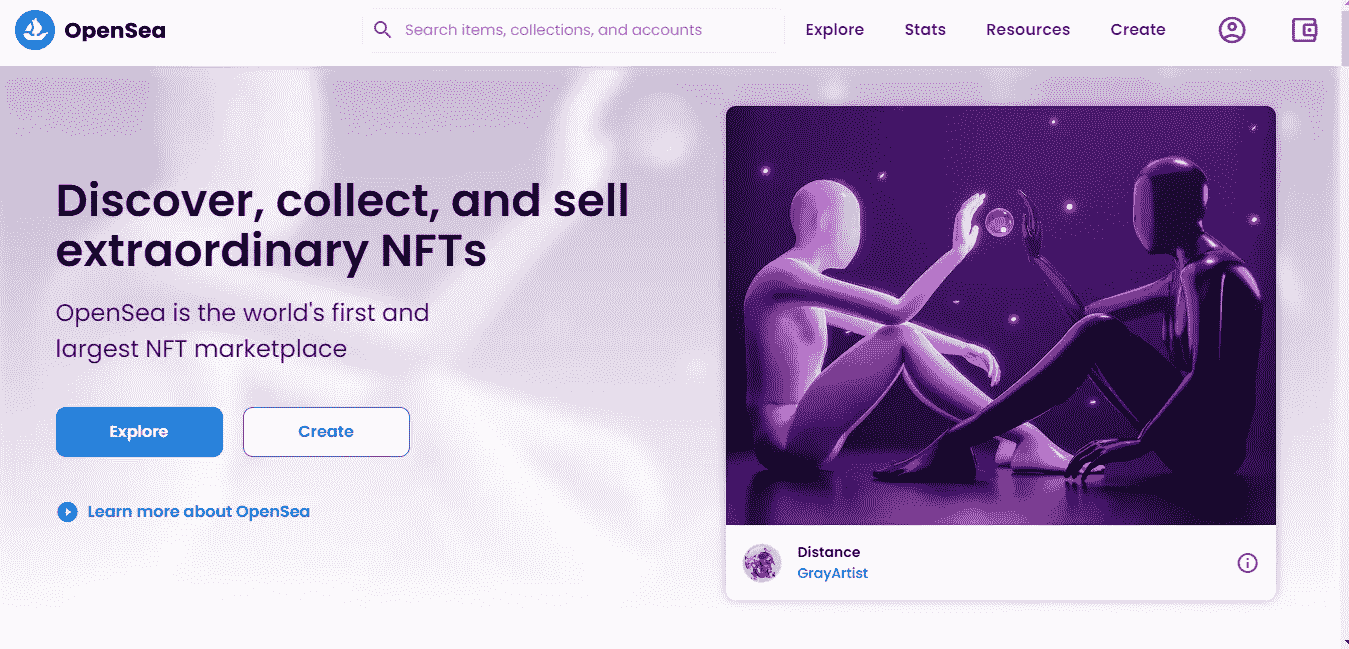 OpenSea
Search items, collections, and accounts
Explore
Stats
Resources
Create
Discover, collect, and sell
extraordinary NFTs
OpenSea is the world's first and
largest NFT marketplace
Explore
Create
Learn more about OpenSea
Distance
GrayArtist